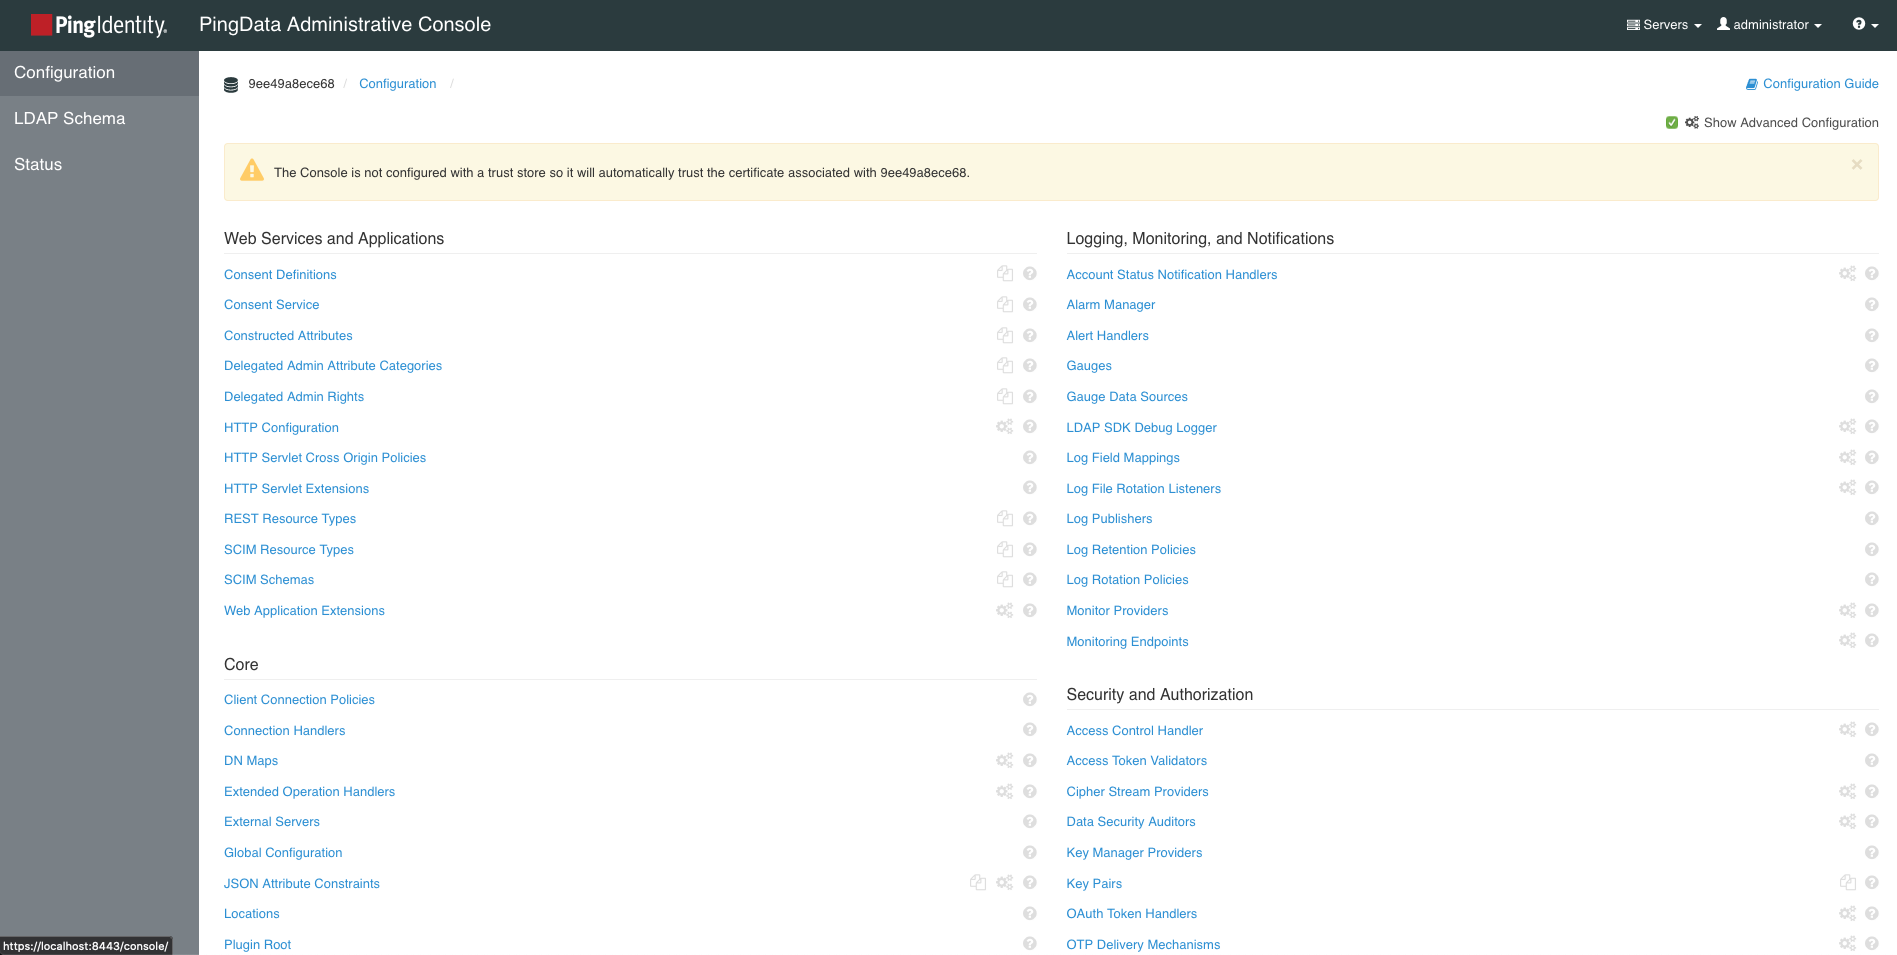 PingIdentity.
PingData Administrative Console
Servers
administrator
Configuration
LDAP Schema
Status
9ee49a8ece68 / Configuration /
Configuration Guide
Show Advanced Configuration
The Console is not configured with a trust store so it will automatically trust the certificate associated with 9ee49a8ece68.
Web Services and Applications
Consent Definitions
Consent Service
Constructed Attributes
Delegated Admin Attribute Categories
Delegated Admin Rights
HTTP Configuration
HTTP Servlet Cross Origin Policies
HTTP Servlet Extensions
REST Resource Types
SCIM Resource Types
SCIM Schemas
Web Application Extensions
Core
Client Connection Policies
Connection Handlers
DN Maps
Extended Operation Handlers
External Servers
Global Configuration
JSON Attribute Constraints
Locations
Plugin Root
Logging, Monitoring, and Notifications
Account Status Notification Handlers
Alarm Manager
Alert Handlers
Gauges
Gauge Data Sources
LDAP SDK Debug Logger
Log Field Mappings
Log File Rotation Listeners
Log Publishers
Log Retention Policies
Log Rotation Policies
Monitor Providers
Monitoring Endpoints
Security and Authorization
Access Control Handler
Access Token Validators
Cipher Stream Providers
Data Security Auditors
Key Manager Providers
Key Pairs
OAuth Token Handlers
OTP Delivery Mechanisms
https://localhost:8443/console/